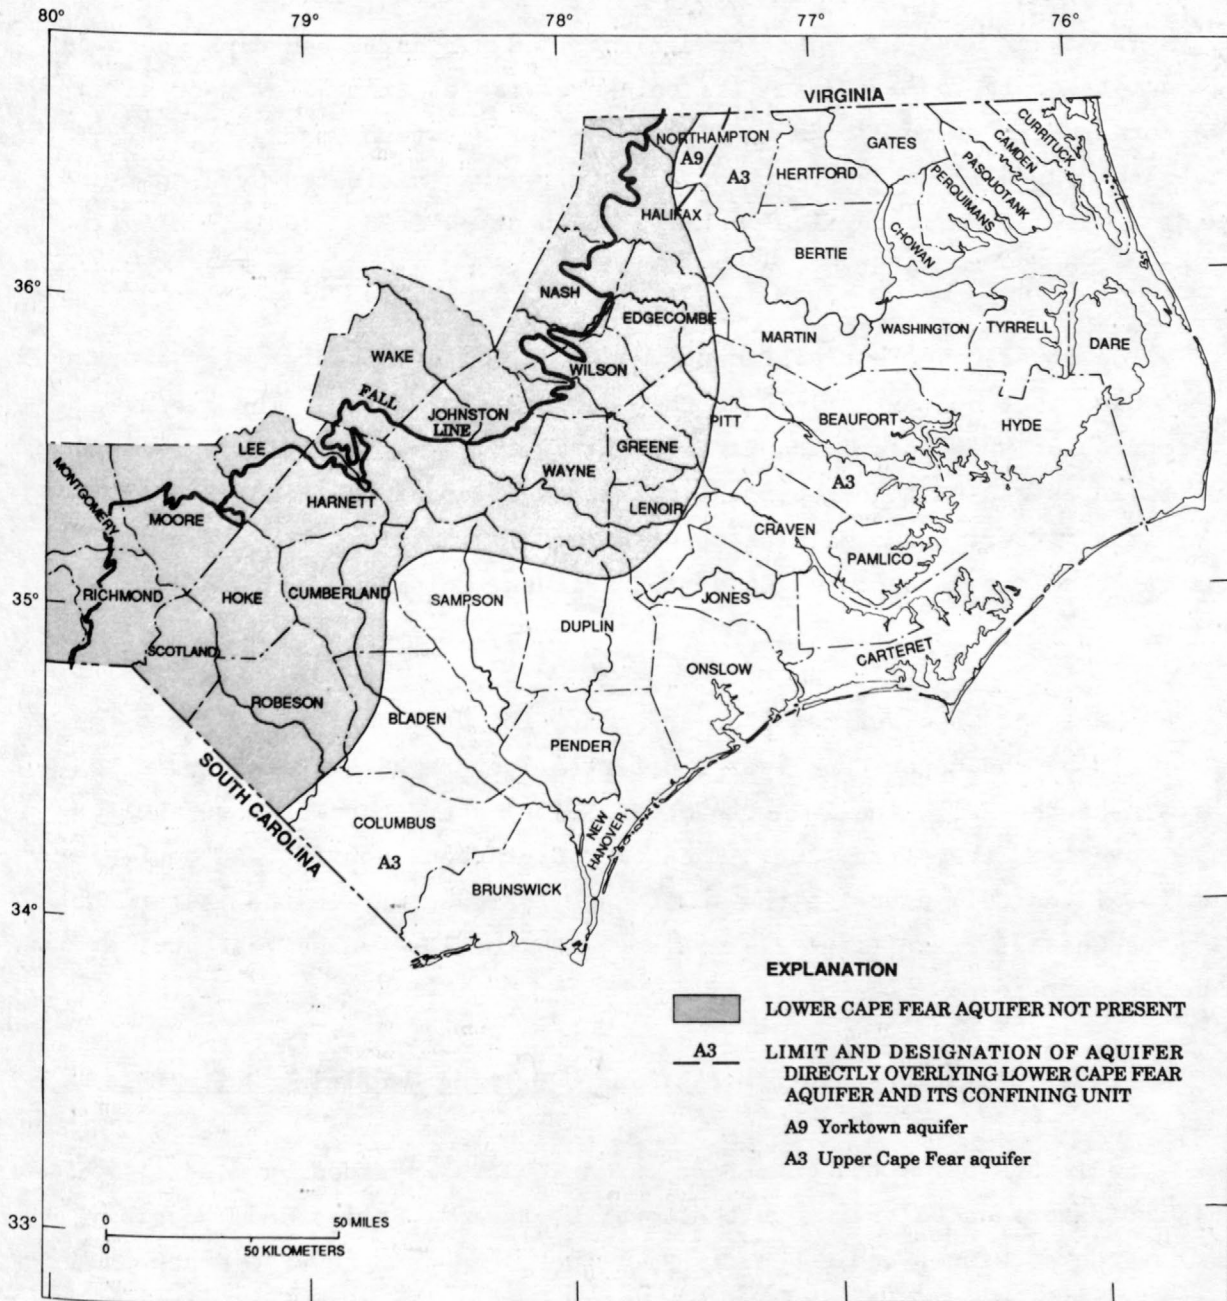 80°
79°
78°
77°
76°
VIRGINIA
NORTHAMPTON
A9
A3
GATES
HERTFORD
CURRITUCK
CAMDEN
PASQUOTANK
PERQUIMANS
CHOWAN
HALIFAX
BERTIE
36°
NASH
EDGECOMBE
MARTIN
WASHINGTON
TYRRELL
DARE
WAKE
WILSON
FALL
LINE
JOHNSTON
PITT
BEAUFORT
HYDE
LEE
GREENE
WAYNE
A3
MONTGOMERY
MOORE
HARNETT
LENOIR
CRAVEN
PAMLICO
35°
RICHMOND
HOKE
CUMBERLAND
SAMPSON
JONES
DUPLIN
SCOTLAND
CARTERET
ONSLOW
ROBESON
BLADEN
PENDER
SOUTH CAROLINA
COLUMBUS
NEW
HANOVER
A3
BRUNSWICK
34°
EXPLANATION
LOWER CAPE FEAR AQUIFER NOT PRESENT
A3
LIMIT AND DESIGNATION OF AQUIFER
DIRECTLY OVERLYING LOWER CAPE FEAR
AQUIFER AND ITS CONFINING UNIT
A9 Yorktown aquifer
A3 Upper Cape Fear aquifer
33°
0
50 MILES
0
50 KILOMETERS